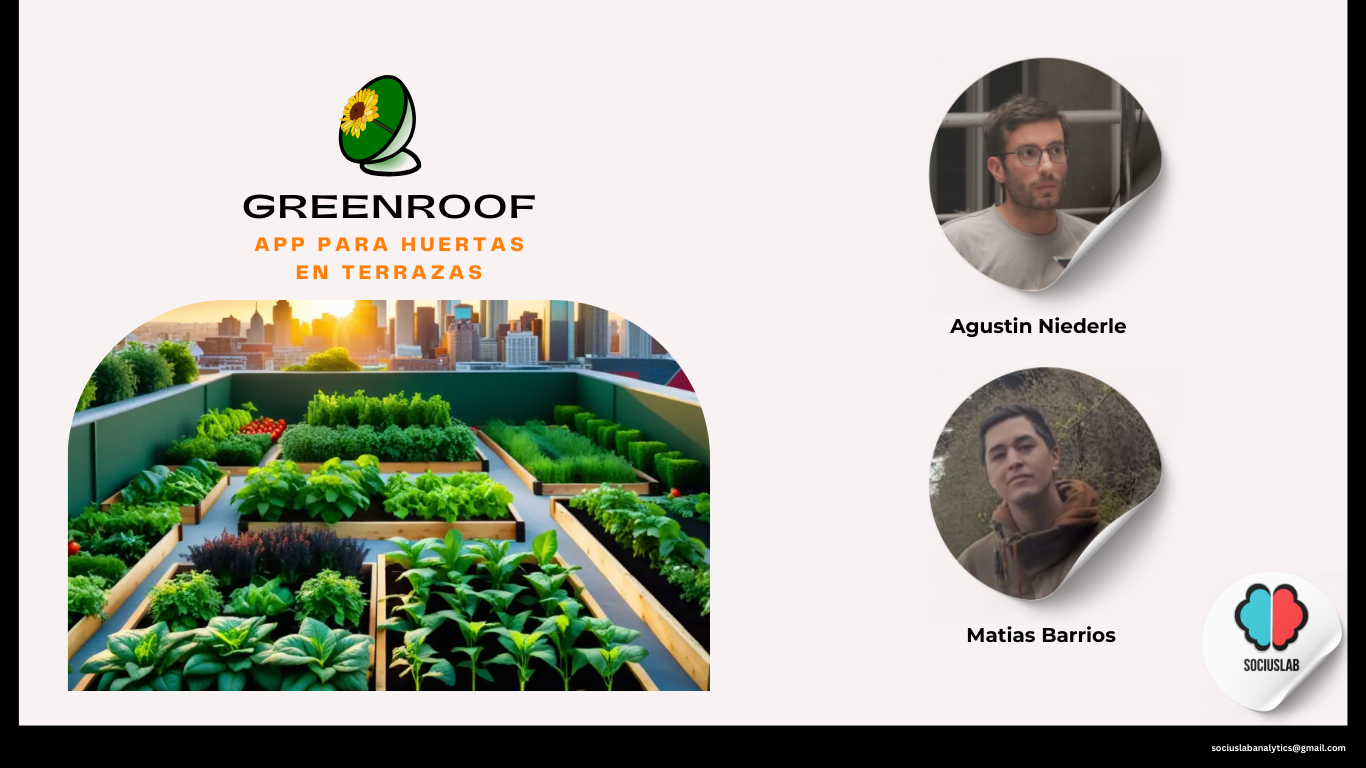 GREENROOF
APP PARA HUERTAS
EN TERRAZAS
Agustin Niederle
Matias Barrios
SOCIUSLAB
sociuslabanalytics@gmail.com